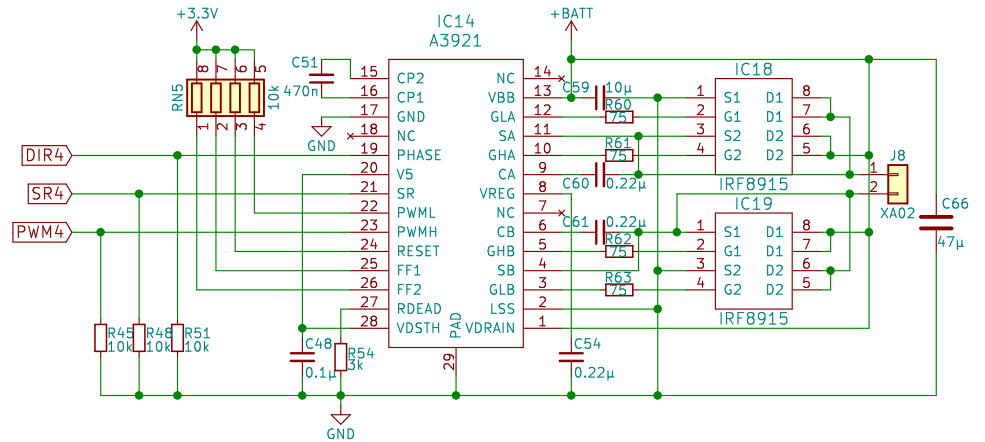 +3.3V
RN5
8
7
6
5
1
2
3
4
10k
C51
470n
GND
IC14
A3921
15 CP2
16 CP1
17 GND
18 NC
19 PHASE
20 V5
21 SR
22 PWML
23 PWMH
24 RESET
25 FF1
26 FF2
27 RDEAD
28 VDSTH
PAD
29
NC 14
VBB 13
GLA 12
SA 11
GHA 10
CA 9
VREG 8
NC 7
CB 6
GHB 5
SB 4
GLB 3
LSS 2
VDRAIN 1
DIR4
SR4
PWM4
R45
10k
R48
10k
R51
10k
C48
0.1µ
R54
3k
GND
+BATT
C59 10µ
R60
75
R61
75
C60 0.22µ
C61 0.22µ
R62
75
R63
75
C54
0.22µ
IC18
1 S1 D1 8
2 G1 D1 7
3 S2 D2 6
4 G2 D2 5
IRF8915
IC19
1 S1 D1 8
2 G1 D1 7
3 S2 D2 6
4 G2 D2 5
IRF8915
J8
1
2
XA02
C66
47µ